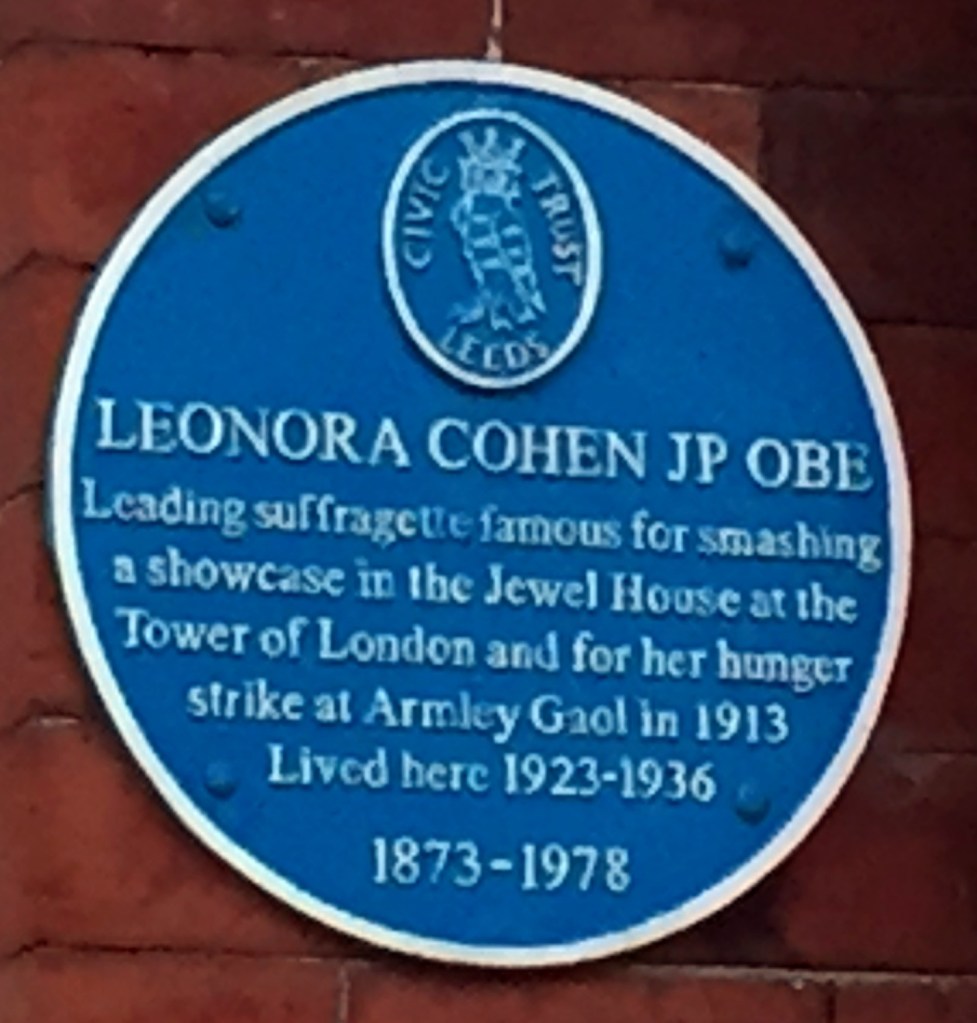 CIVIC TRUST
LEEDS
LEONORA COHEN JP OBE
Leading suffragette famous for smashing
a showcase in the Jewel House at the
Tower of London and for her hunger
strike at Armley Gaol in 1913
Lived here 1923-1936
1873-1978